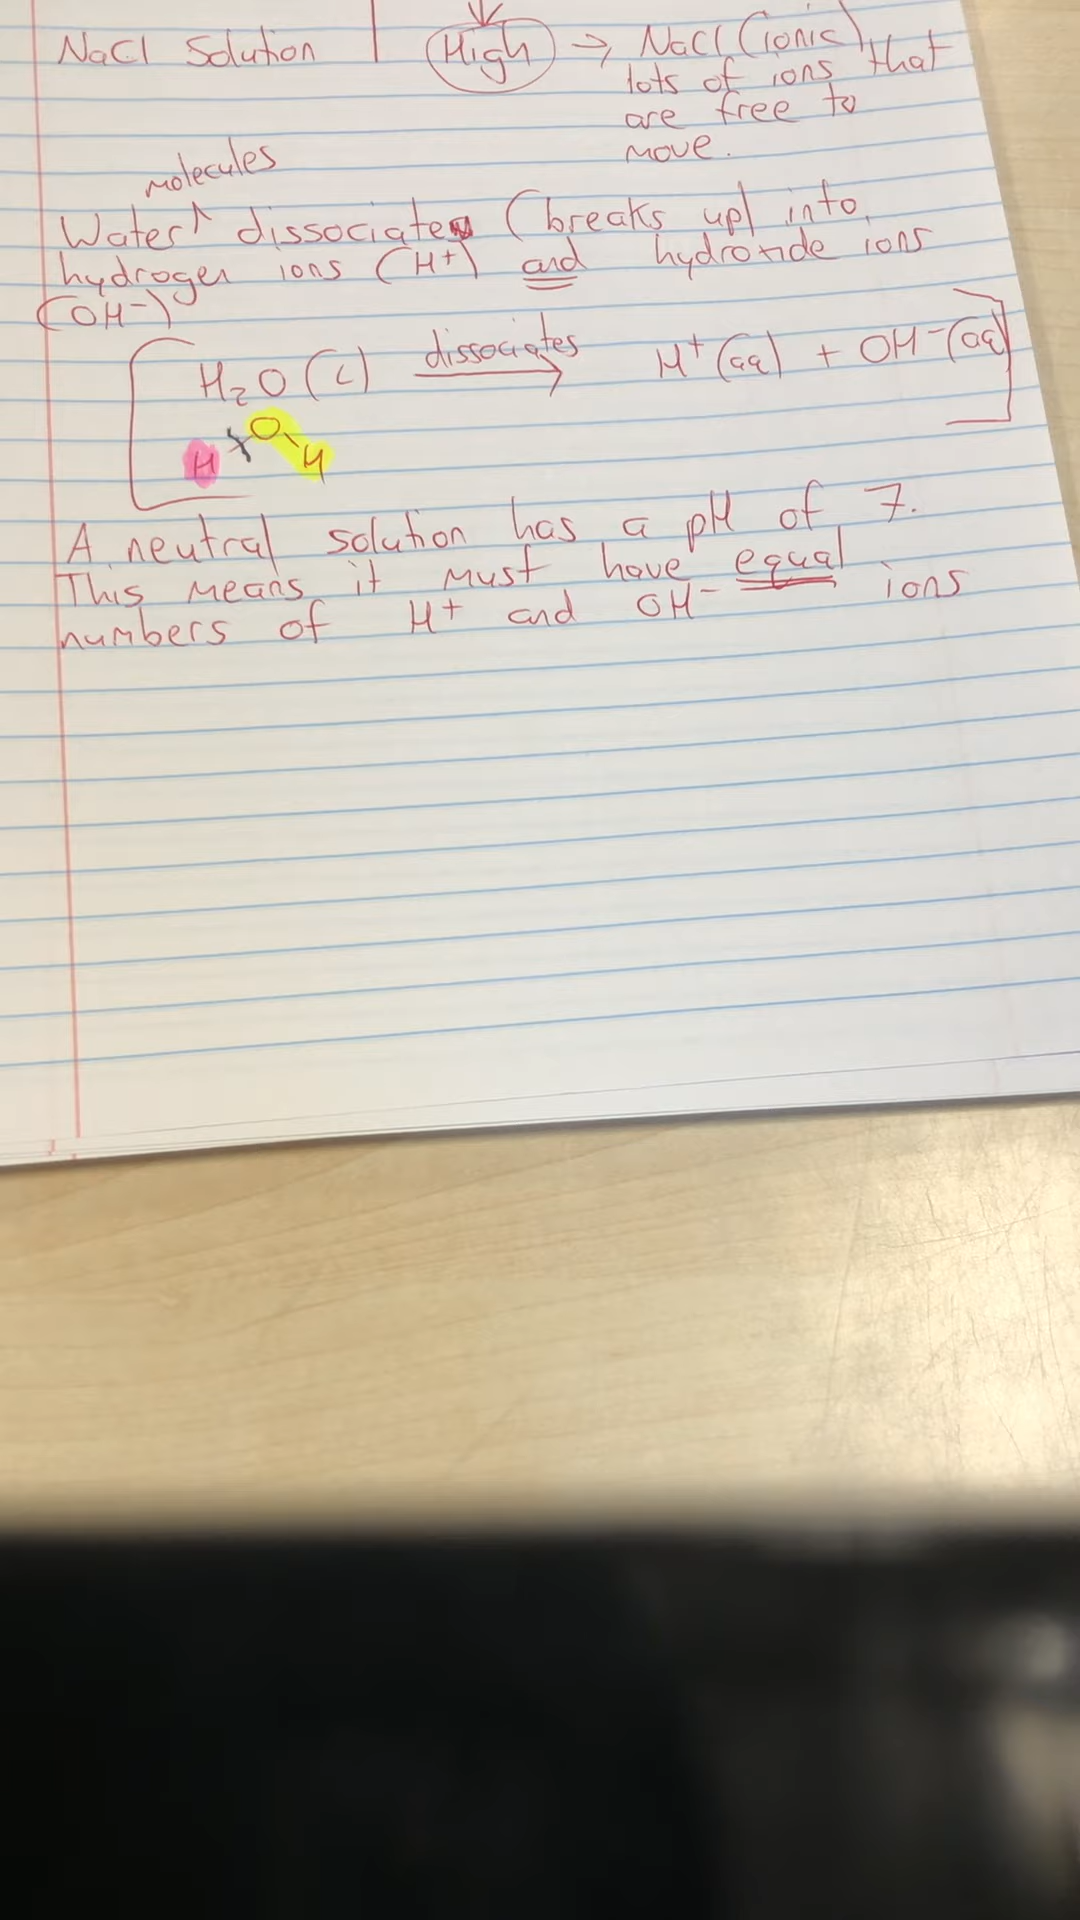 NaCl Solution High → NaCl (ionic)
lots of ions that
are free to
move.
molecules
Water ^ dissociate (breaks up) into
hydrogen ions (H+) and hydroxide ions
(OH-)
H₂O (L) dissociates → H+ (aq) + OH- (aq)
H O H
A neutral solution has a pH of 7.
This means it must have equal
numbers of H+ and OH- ions